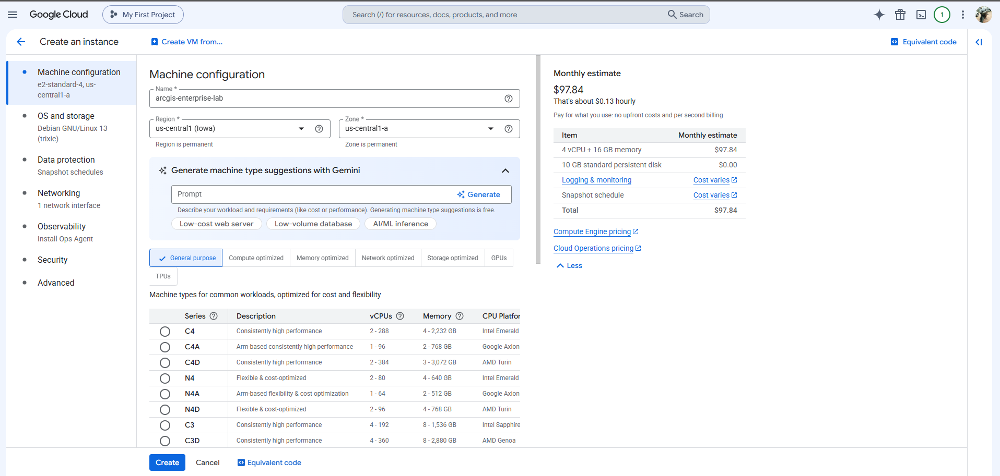 Google Cloud
My First Project
Search (/) for resources, docs, products, and more
Search
1
Create an instance
Create VM from...
Equivalent code
Machine configuration
e2-standard-4, us-
central1-a
OS and storage
Debian GNU/Linux 13
(trixie)
Data protection
Snapshot schedules
Networking
1 network interface
Observability
Install Ops Agent
Security
Advanced
Machine configuration
Name *
arcgis-enterprise-lab
Region *
us-central1 (Iowa)
Region is permanent
Zone *
us-central1-a
Zone is permanent
Generate machine type suggestions with Gemini
Prompt
Generate
Describe your workload and requirements (like cost or performance). Generating machine type suggestions is free.
Low-cost web server
Low-volume database
AI/ML inference
General purpose
Compute optimized
Memory optimized
Network optimized
Storage optimized
GPUs
TPUs
Machine types for common workloads, optimized for cost and flexibility
Series Description vCPUs Memory CPU Platfor
C4 Consistently high performance 2 - 288 4 - 2,232 GB Intel Emerald
C4A Arm-based consistently high performance 1 - 96 2 - 768 GB Google Axion
C4D Consistently high performance 2 - 384 3 - 3,072 GB AMD Turin
N4 Flexible & cost-optimized 2 - 80 4 - 640 GB Intel Emerald
N4A Arm-based flexibility & cost optimization 1 - 64 2 - 512 GB Google Axion
N4D Flexible & cost-optimized 2 - 96 4 - 768 GB AMD Turin
C3 Consistently high performance 4 - 192 8 - 1,536 GB Intel Sapphire
C3D Consistently high performance 4 - 360 8 - 2,880 GB AMD Genoa
Create
Cancel
Equivalent code
Monthly estimate
$97.84
That's about $0.13 hourly
Pay for what you use: no upfront costs and per second billing
Item Monthly estimate
4 vCPU + 16 GB memory $97.84
10 GB standard persistent disk $0.00
Logging & monitoring Cost varies
Snapshot schedule Cost varies
Total $97.84
Compute Engine pricing
Cloud Operations pricing
Less